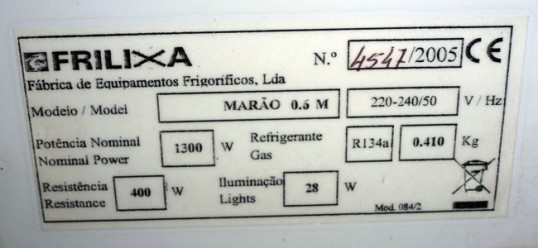 FRILIXA N.º 4547/2005 CE
Fábrica de Equipamentos Frigoríficos, Lda
Modelo / Model MARÃO 0.6 M 220-240/50 V / Hz
Potência Nominal Refrigerante
Nominal Power 1300 W Gas R134a 0.410 Kg
Resistência Iluminação
Resistance 400 W Lights 28 W
Mod. 084/2